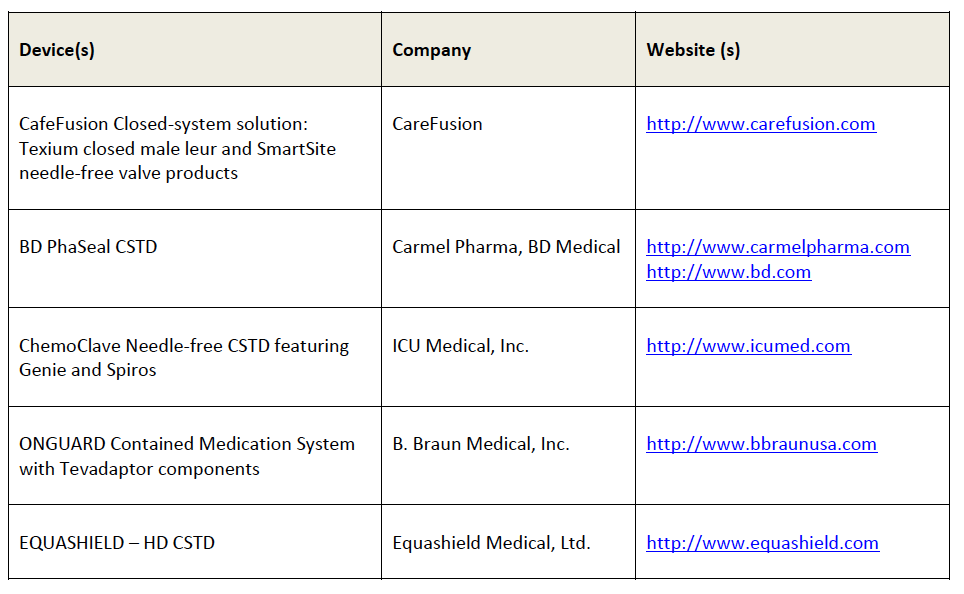 Device(s) Company Website (s)
CafeFusion Closed-system solution: CareFusion http://www.carefusion.com
Texium closed male leur and SmartSite
needle-free valve products
BD PhaSeal CSTD Carmel Pharma, BD Medical http://www.carmelpharma.com
http://www.bd.com
ChemoClave Needle-free CSTD featuring ICU Medical, Inc. http://www.icumed.com
Genie and Spiros
ONGUARD Contained Medication System B. Braun Medical, Inc. http://www.bbraunusa.com
with Tevadaptor components
EQUASHIELD – HD CSTD Equashield Medical, Ltd. http://www.equashield.com